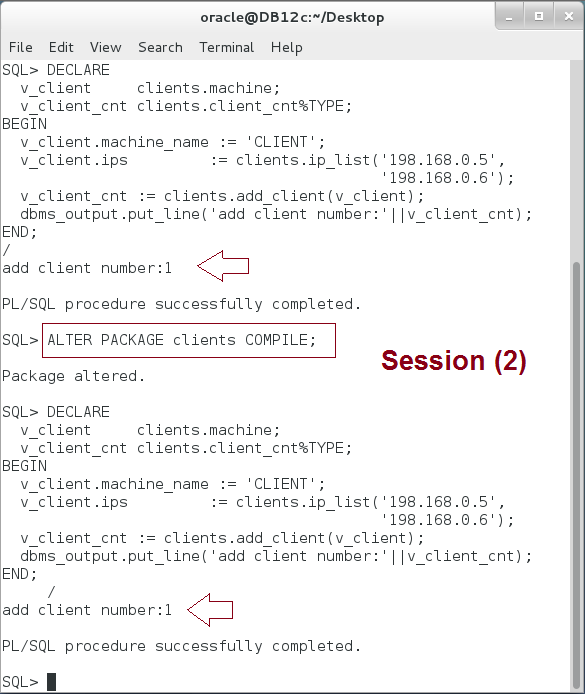 oracle@DB12c:~/Desktop
File Edit View Search Terminal Help
SQL> DECLARE
  v_client     clients.machine;
  v_client_cnt clients.client_cnt%TYPE;
BEGIN
  v_client.machine_name := 'CLIENT';
  v_client.ips         := clients.ip_list('198.168.0.5',
                                          '198.168.0.6');
  v_client_cnt := clients.add_client(v_client);
  dbms_output.put_line('add client number:'||v_client_cnt);
END;
/
add client number:1
PL/SQL procedure successfully completed.
SQL> ALTER PACKAGE clients COMPILE;
Session (2)
Package altered.
SQL> DECLARE
  v_client     clients.machine;
  v_client_cnt clients.client_cnt%TYPE;
BEGIN
  v_client.machine_name := 'CLIENT';
  v_client.ips         := clients.ip_list('198.168.0.5',
                                          '198.168.0.6');
  v_client_cnt := clients.add_client(v_client);
  dbms_output.put_line('add client number:'||v_client_cnt);
END;
     /
add client number:1
PL/SQL procedure successfully completed.
SQL>